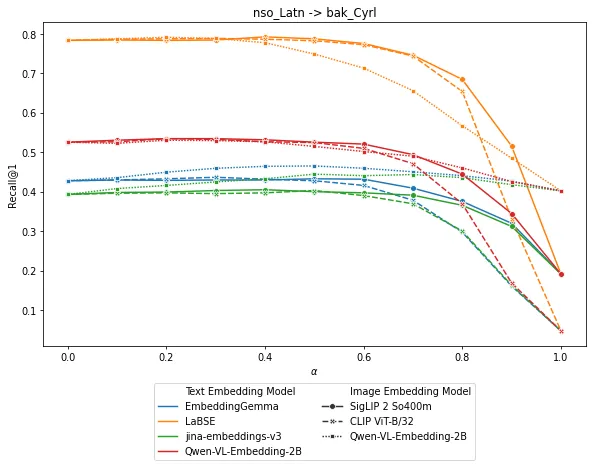 nso_Latn -> bak_Cyrl
Recall@1
0.8
0.7
0.6
0.5
0.4
0.3
0.2
0.1
0.0 0.2 0.4 0.6 0.8 1.0
α
Text Embedding Model
EmbeddingGemma
LaBSE
jina-embeddings-v3
Qwen-VL-Embedding-2B
Image Embedding Model
SigLIP 2 So400m
CLIP ViT-B/32
Qwen-VL-Embedding-2B